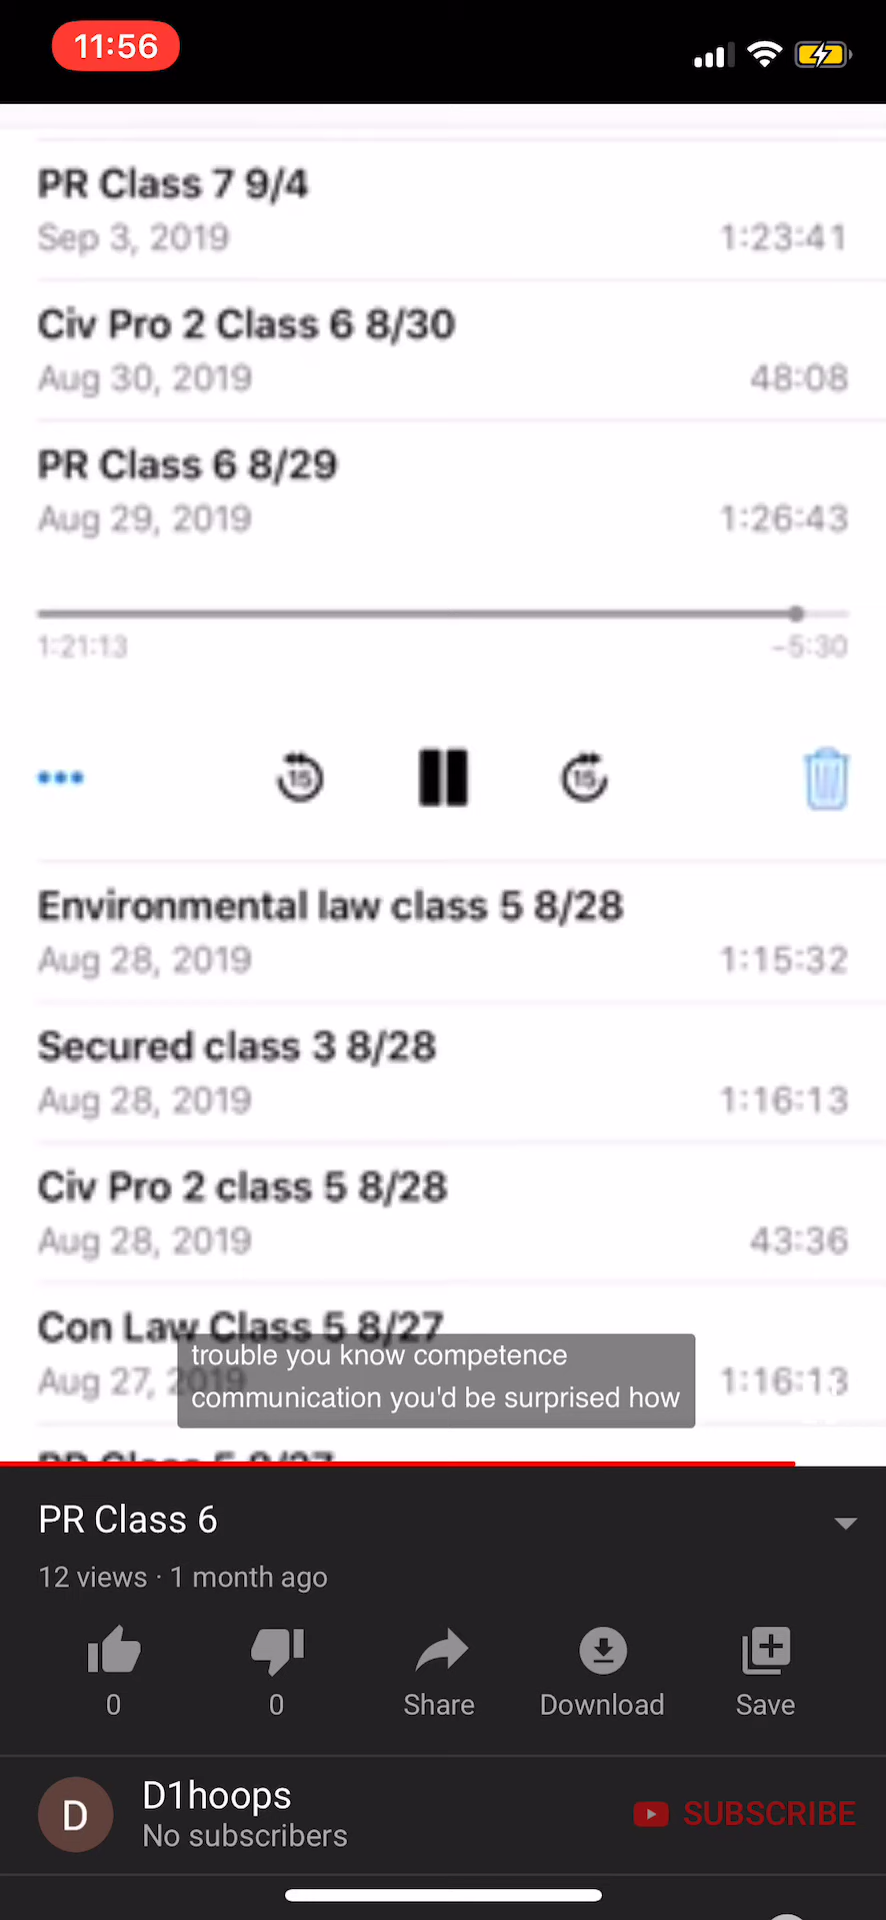 11:56
PR Class 7 9/4
Sep 3, 2019 1:23:41
Civ Pro 2 Class 6 8/30
Aug 30, 2019 48:08
PR Class 6 8/29
Aug 29, 2019 1:26:43
1:21:13 -5:30
15 15
Environmental law class 5 8/28
Aug 28, 2019 1:15:32
Secured class 3 8/28
Aug 28, 2019 1:16:13
Civ Pro 2 class 5 8/28
Aug 28, 2019 43:36
Con Law Class 5 8/27
Aug 27, 2019 1:16:13
trouble you know competence
communication you'd be surprised how
PR Class 6
12 views · 1 month ago
0 0 Share Download Save
D D1hoops
No subscribers
SUBSCRIBE